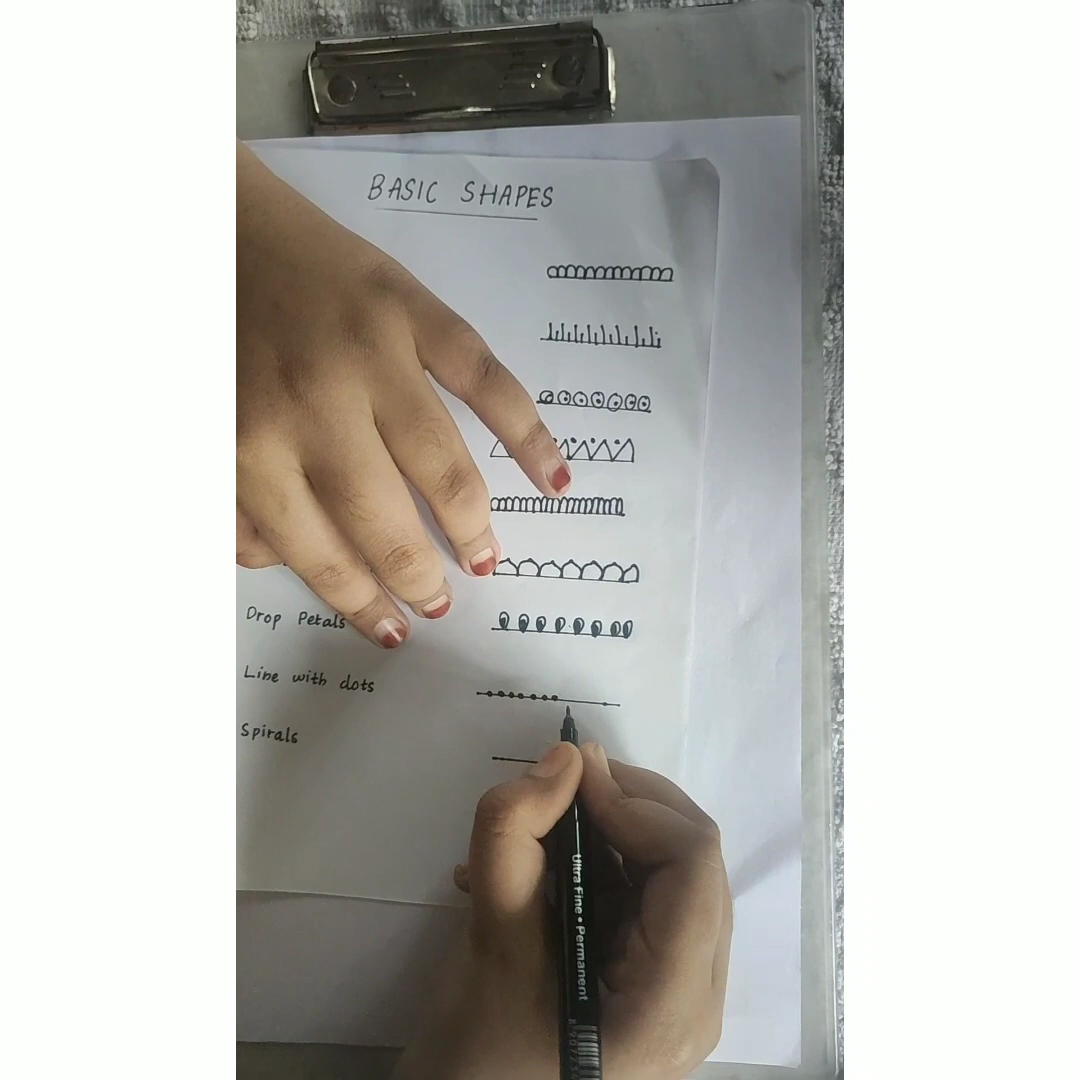 BASIC SHAPES
Drop Petals
Line with dots
Spirals
Ultra Fine • Permanent